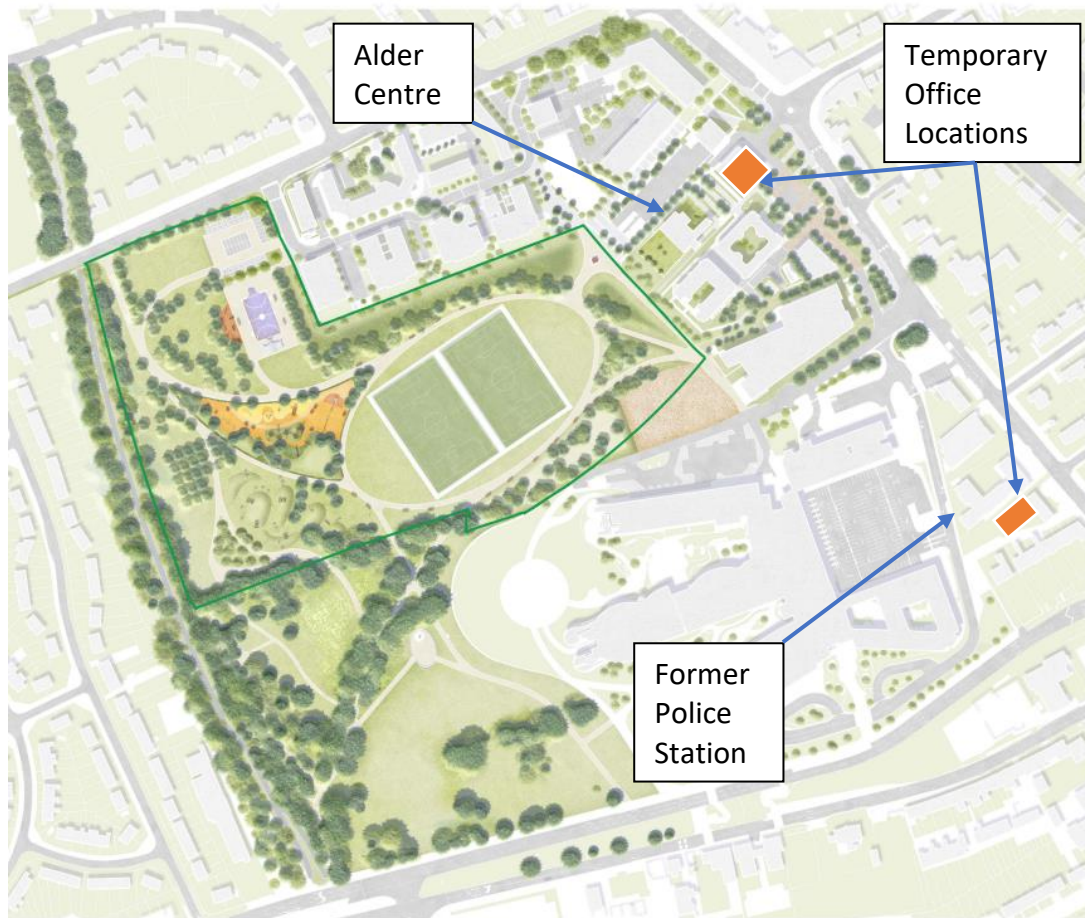 Alder
Centre
Temporary
Office
Locations
Former
Police
Station